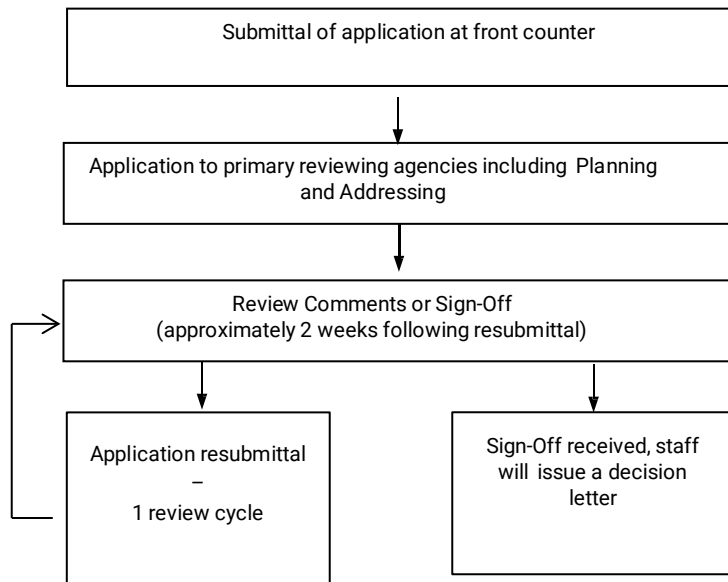 Submittal of application at front counter
Application to primary reviewing agencies including Planning
and Addressing
Review Comments or Sign-Off
(approximately 2 weeks following resubmittal)
Application resubmittal
–
1 review cycle
Sign-Off received, staff
will issue a decision
letter